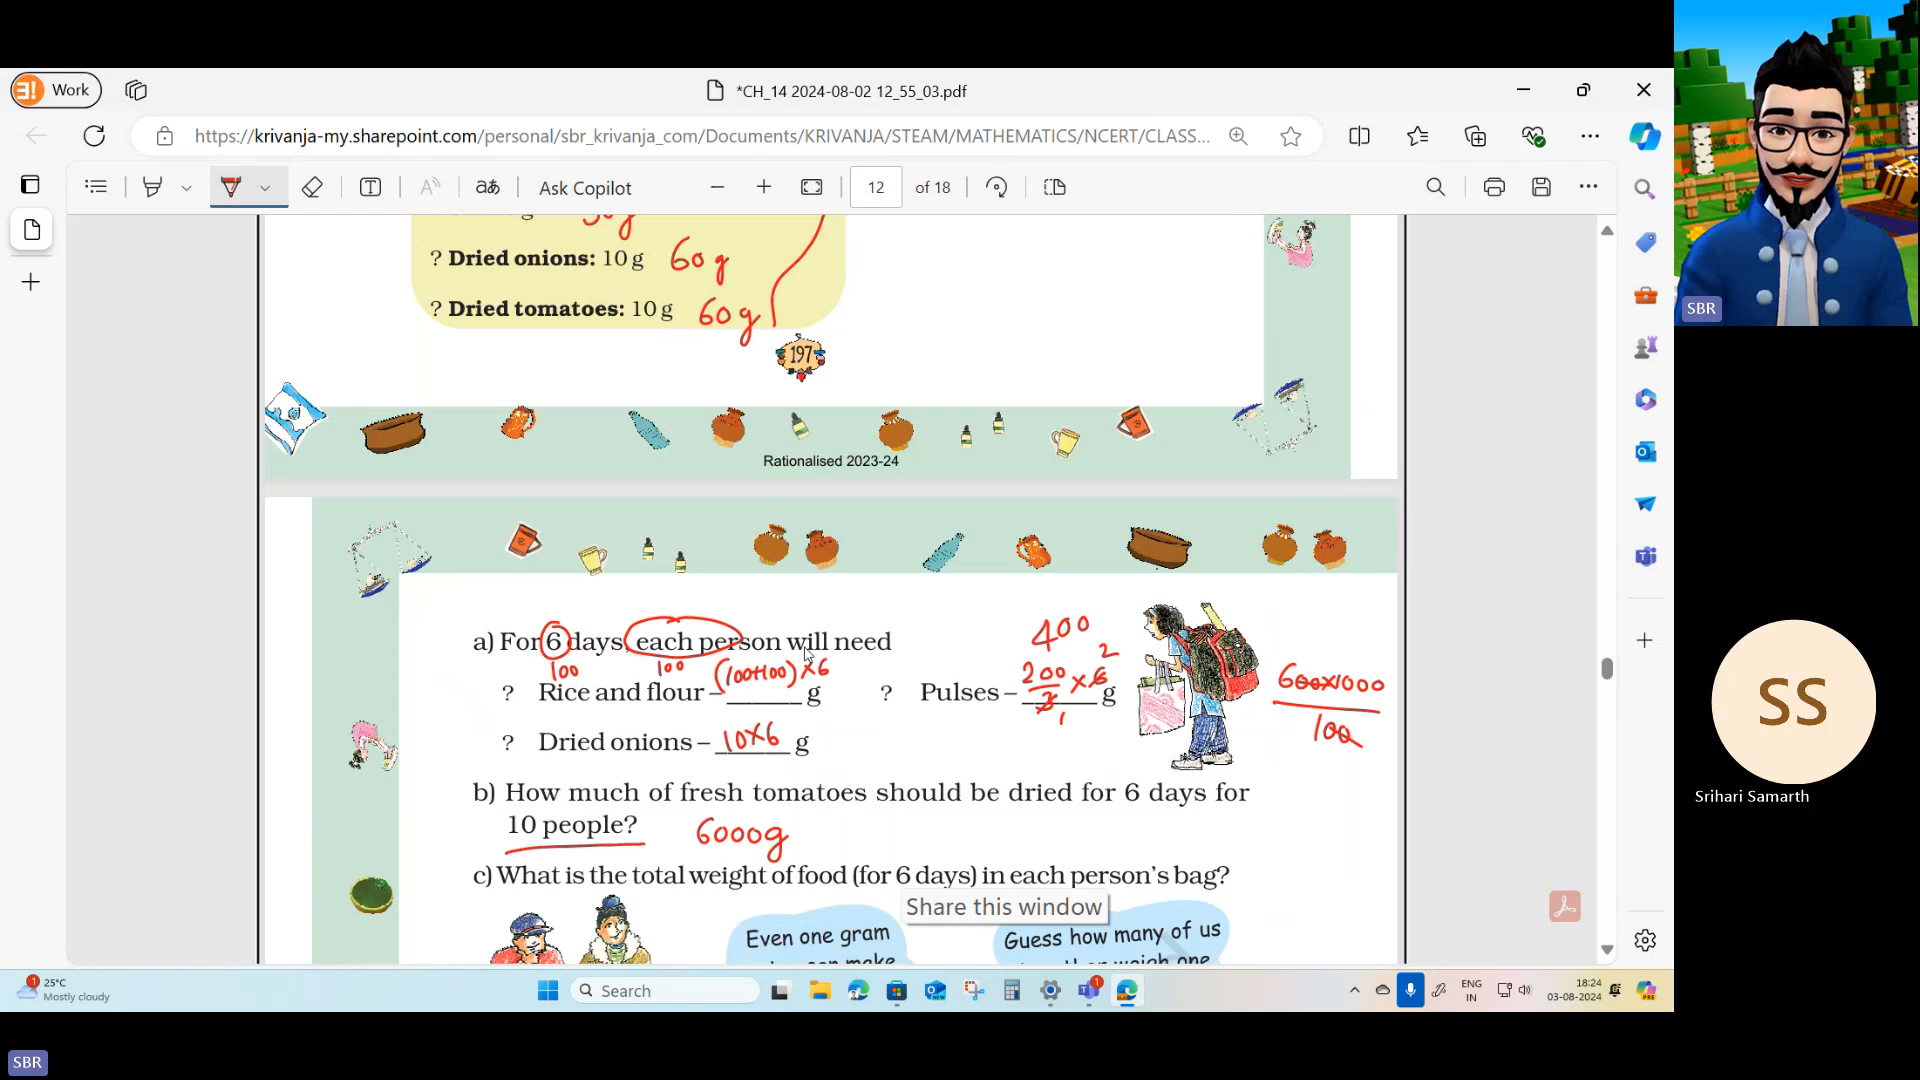 Work
*CH_14 2024-08-02 12_55_03.pdf
https://krivanja-my.sharepoint.com/personal/sbr_krivanja_com/Documents/KRIVANJA/STEAM/MATHEMATICS/NCERT/CLASS...
Ask Copilot
12 of 18
SBR
? Dried onions: 10 g 60 g
? Dried tomatoes: 10 g 60 g
197
Rationalised 2023-24
400
a) For 6 days, each person will need
100 100 (100+100)×6 200 ×6 2
? Rice and flour – ______ g ? Pulses – ______ g
3 1
600×1000
100
? Dried onions – 10×6 g
b) How much of fresh tomatoes should be dried for 6 days for
10 people? 6000g
c) What is the total weight of food (for 6 days) in each person's bag?
Share this window
Even one gram
Guess how many of us
SS
Srihari Samarth
25°C
Mostly cloudy
Search
ENG
IN
18:24
03-08-2024
SBR